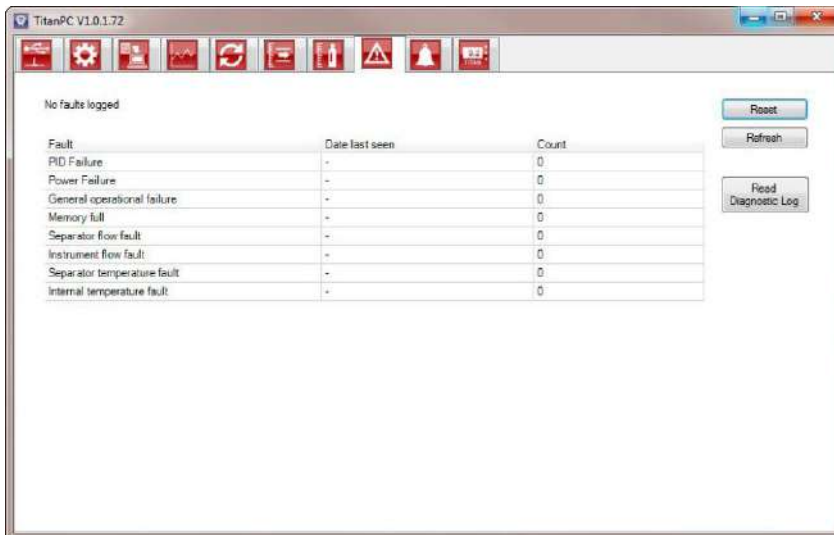 TitanPC V1.0.1.72
No faults logged
Reset
Refresh
Read
Diagnostic Log
Fault Date last seen Count
PID Failure - 0
Power Failure - 0
General operational failure - 0
Memory full - 0
Separator flow fault - 0
Instrument flow fault - 0
Separator temperature fault - 0
Internal temperature fault - 0